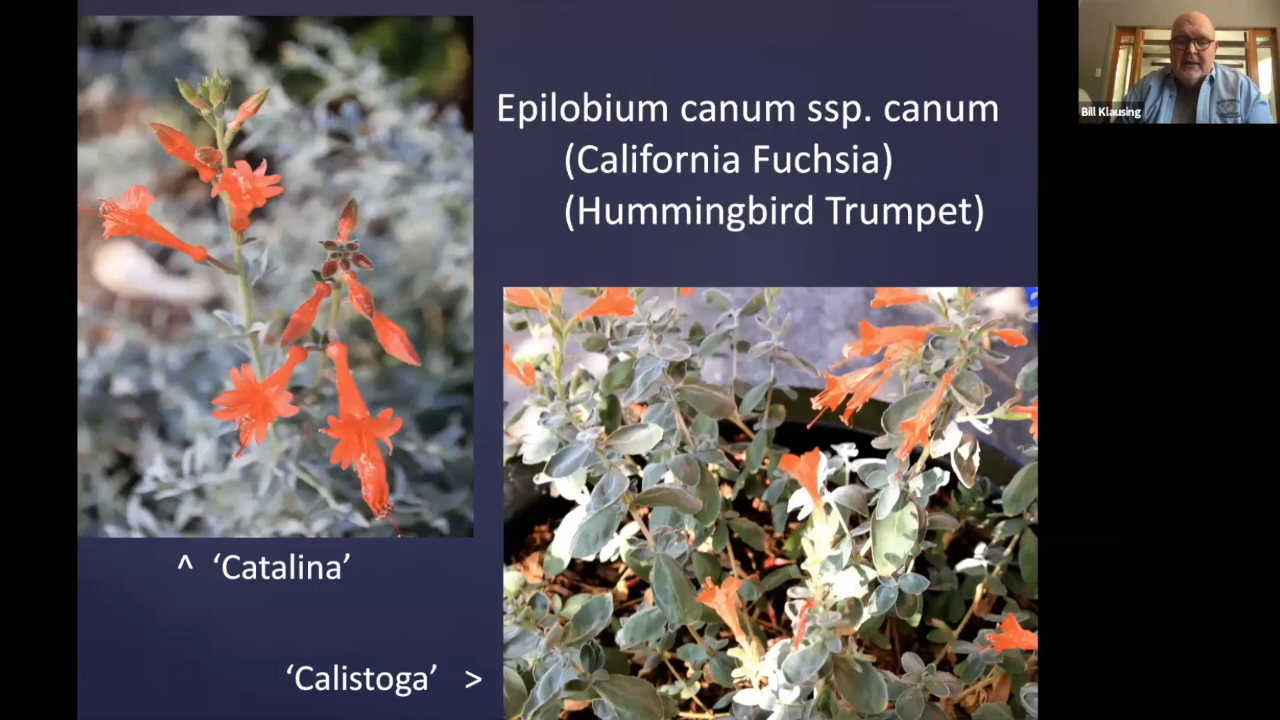 Epilobium canum ssp. canum
(California Fuchsia)
(Hummingbird Trumpet)
Bill Klausing
^ ‘Catalina’
‘Calistoga’ >